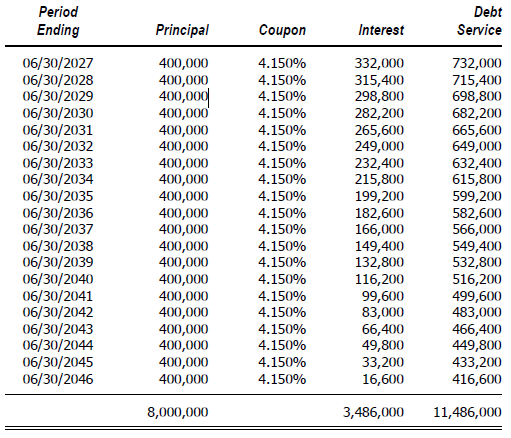 Period Debt
Ending Principal Coupon Interest Service
06/30/2027 400,000 4.150% 332,000 732,000
06/30/2028 400,000 4.150% 315,400 715,400
06/30/2029 400,000 4.150% 298,800 698,800
06/30/2030 400,000 4.150% 282,200 682,200
06/30/2031 400,000 4.150% 265,600 665,600
06/30/2032 400,000 4.150% 249,000 649,000
06/30/2033 400,000 4.150% 232,400 632,400
06/30/2034 400,000 4.150% 215,800 615,800
06/30/2035 400,000 4.150% 199,200 599,200
06/30/2036 400,000 4.150% 182,600 582,600
06/30/2037 400,000 4.150% 166,000 566,000
06/30/2038 400,000 4.150% 149,400 549,400
06/30/2039 400,000 4.150% 132,800 532,800
06/30/2040 400,000 4.150% 116,200 516,200
06/30/2041 400,000 4.150% 99,600 499,600
06/30/2042 400,000 4.150% 83,000 483,000
06/30/2043 400,000 4.150% 66,400 466,400
06/30/2044 400,000 4.150% 49,800 449,800
06/30/2045 400,000 4.150% 33,200 433,200
06/30/2046 400,000 4.150% 16,600 416,600
8,000,000 3,486,000 11,486,000